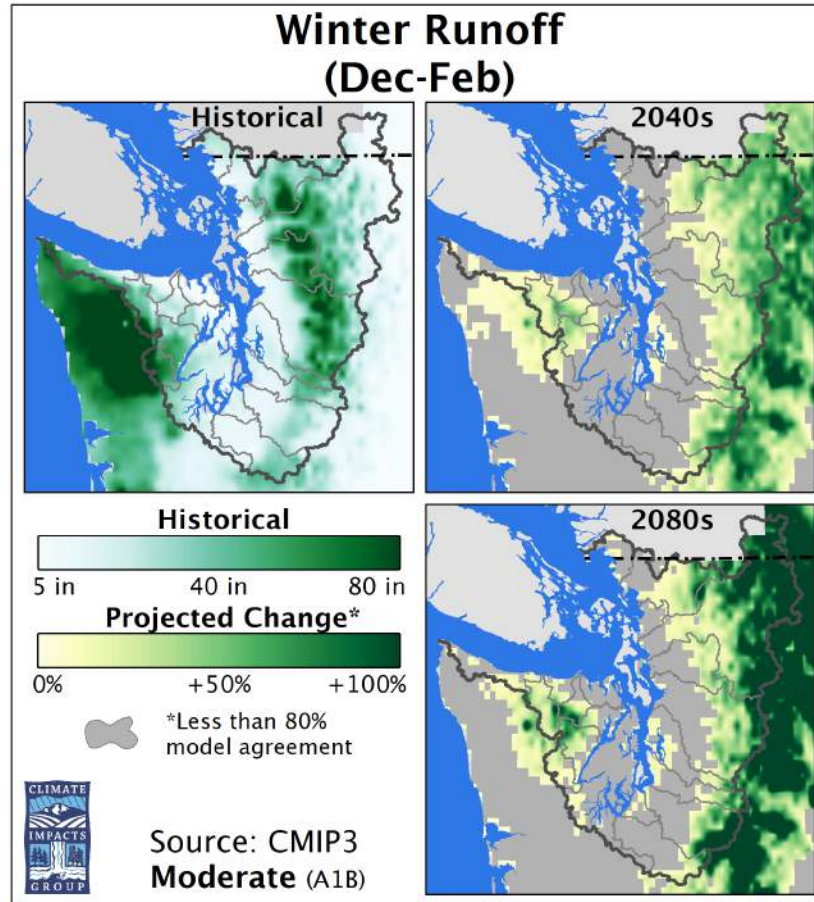 Winter Runoff
(Dec-Feb)
Historical
2040s
Historical
5 in 40 in 80 in
Projected Change*
0% +50% +100%
*Less than 80%
model agreement
2080s
CLIMATE
IMPACTS
GROUP
Source: CMIP3
Moderate (A1B)